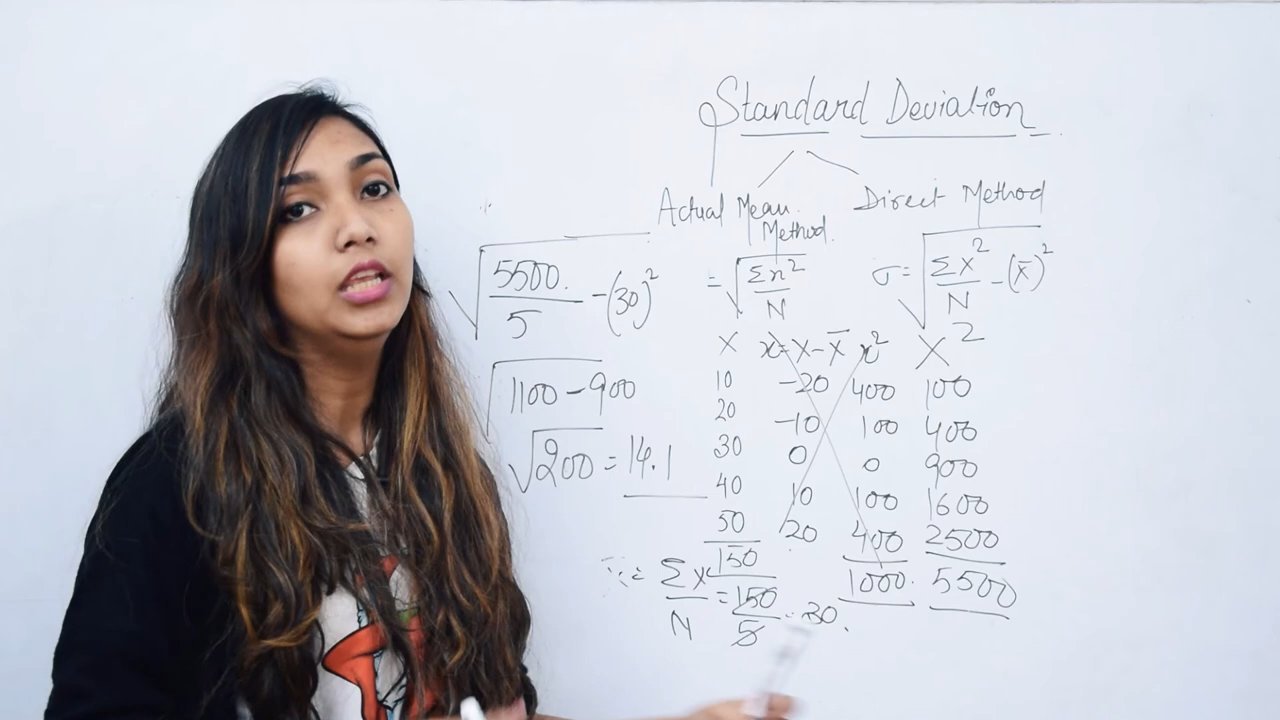 Standard Deviation
Actual Mean Method.
Direct Method
= √(Σx²/N)
σ = √(ΣX²/N - (x̄)²)
√(5500./5 - (30)²)
√1100 - 900
√200 = 14.1
X x = X - X̄ x² X²
10 -20 400 100
20 -10 100 400
30 0 0 900
40 10 100 1600
50 20 400 2500
150 1000. 5500
ΣX/N = 150/5 = 30.